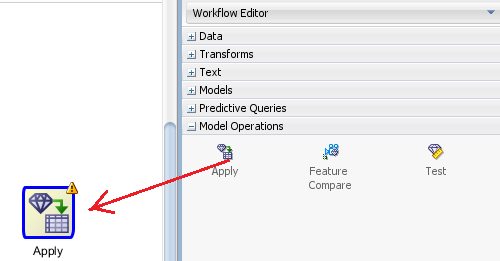 Workflow Editor
Data
Transforms
Text
Models
Predictive Queries
Model Operations
Apply
Feature
Compare
Test
Apply